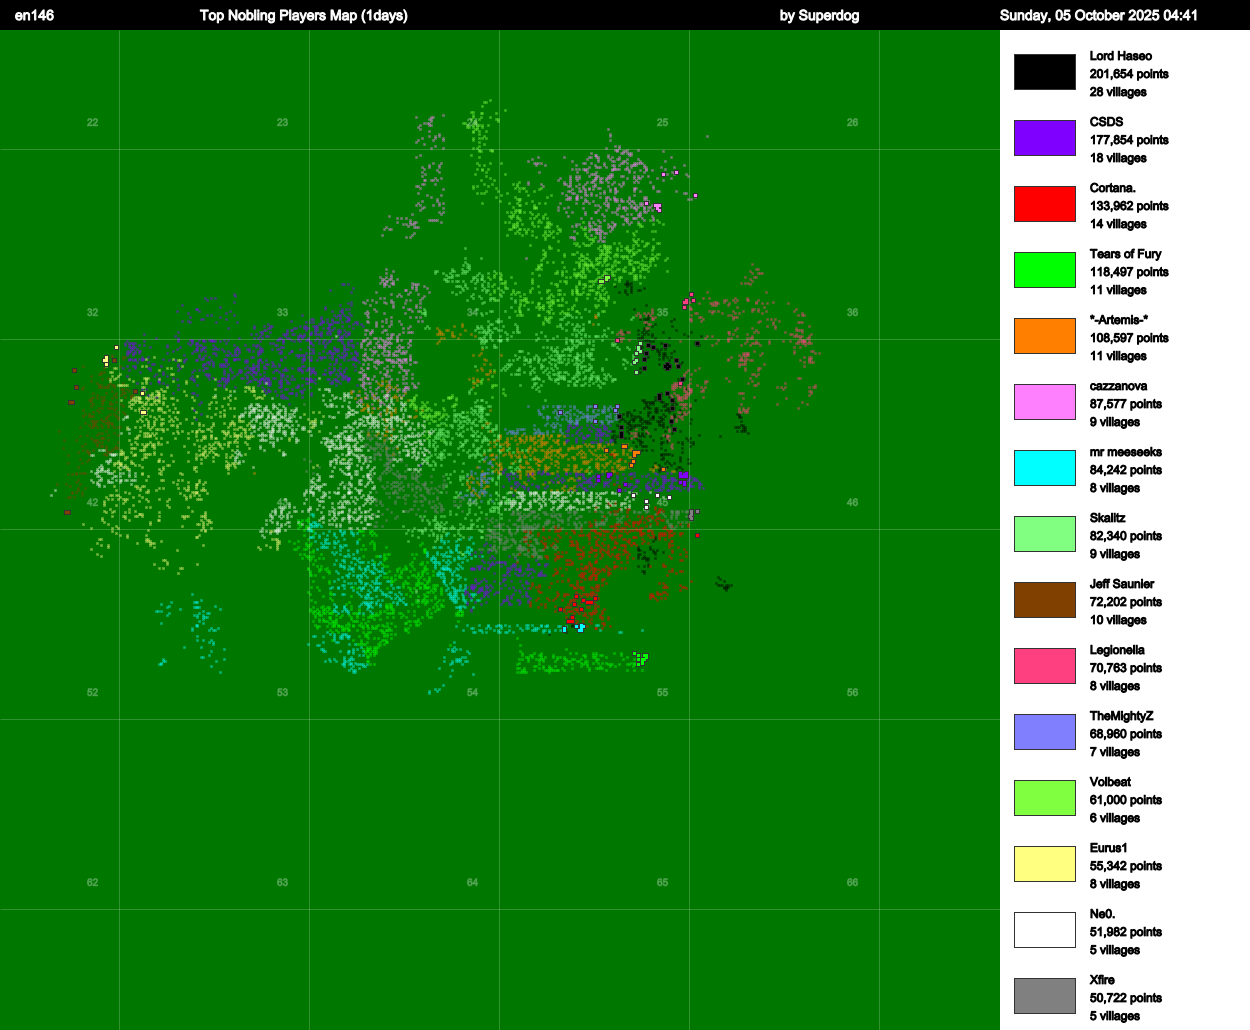 en146 Top Nobling Players Map (1days) by Superdog Sunday, 05 October 2025 04:41
Lord Haseo
201,654 points
28 villages
CSDS
177,854 points
18 villages
Cortana.
133,962 points
14 villages
Tears of Fury
118,497 points
11 villages
*-Artemis-*
108,597 points
11 villages
cazzanova
87,577 points
9 villages
mr meeseeks
84,242 points
8 villages
Skalitz
82,340 points
9 villages
Jeff Saunier
72,202 points
10 villages
Legionella
70,763 points
8 villages
TheMightyZ
68,960 points
7 villages
Volbeat
61,000 points
6 villages
Eurus1
55,342 points
8 villages
Ne0.
51,982 points
5 villages
Xfire
50,722 points
5 villages
22 23 24 25 26
32 33 34 35 36
42 43 44 45 46
52 53 54 55 56
62 63 64 65 66